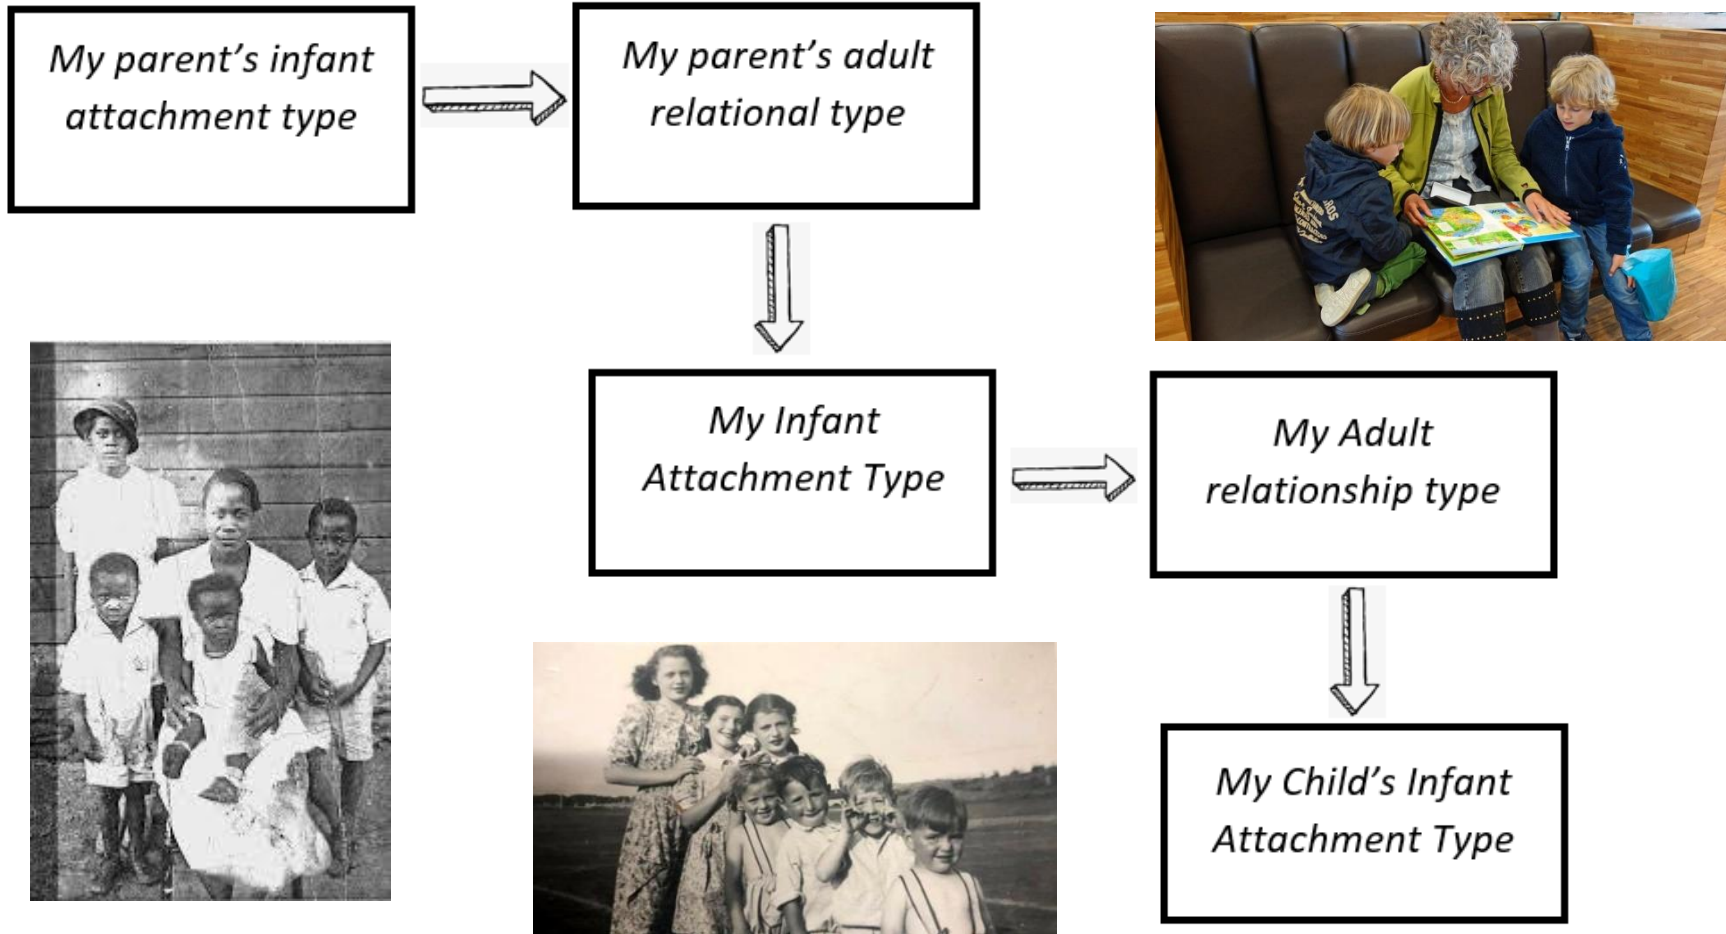 My parent's infant
attachment type
My parent's adult
relational type
My Infant
Attachment Type
My Adult
relationship type
My Child's Infant
Attachment Type